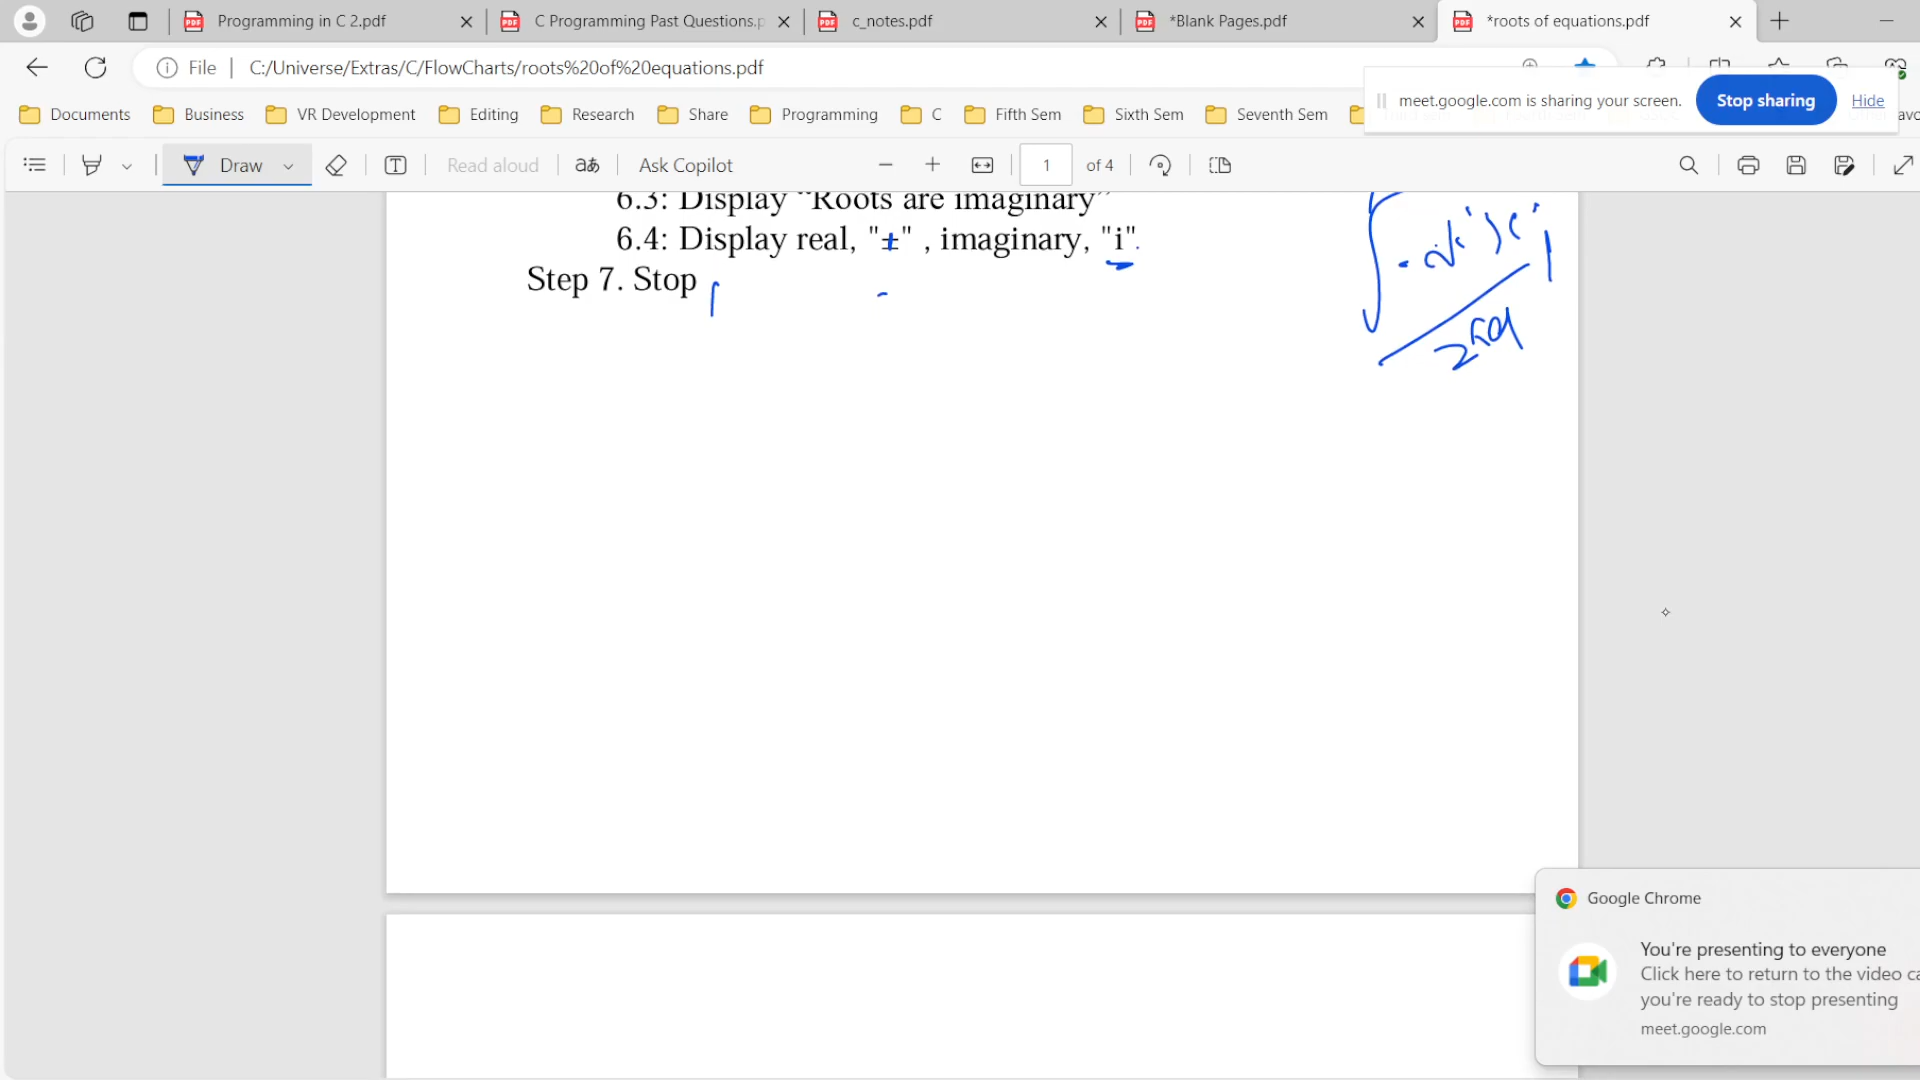 Programming in C 2.pdf
C Programming Past Questions.p
c_notes.pdf
*Blank Pages.pdf
*roots of equations.pdf
File
C:/Universe/Extras/C/FlowCharts/roots%20of%20equations.pdf
meet.google.com is sharing your screen.
Stop sharing
Hide
Documents
Business
VR Development
Editing
Research
Share
Programming
C
Fifth Sem
Sixth Sem
Seventh Sem
Draw
Read aloud
aあ
Ask Copilot
1
of 4
6.3: Display “Roots are imaginary”
6.4: Display real, "±" , imaginary, "i".
Step 7. Stop
Google Chrome
You're presenting to everyone
Click here to return to the video ca
you're ready to stop presenting
meet.google.com